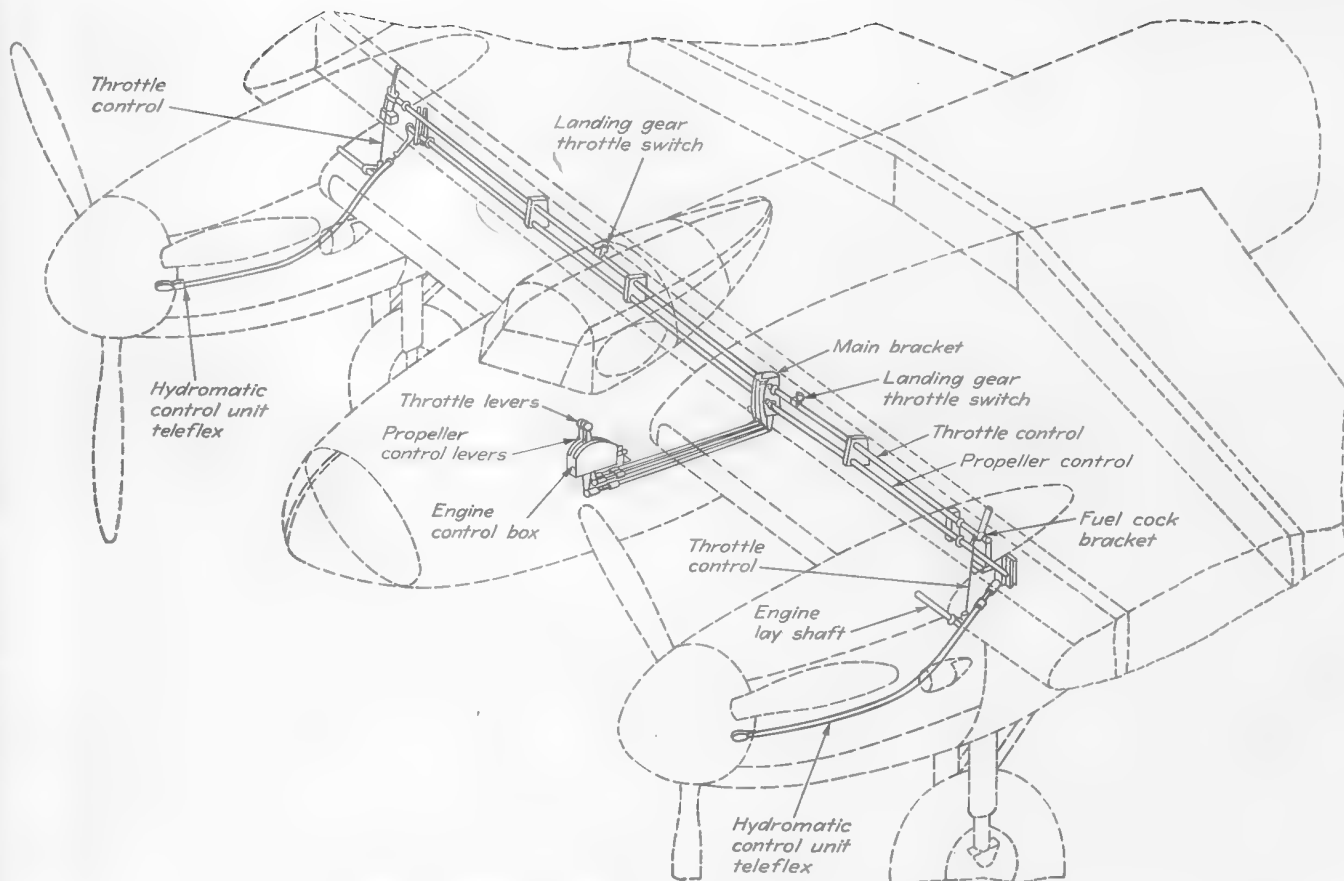 Throttle
control
Landing gear
throttle switch
Hydromatic
control unit
teleflex
Main bracket
Landing gear
throttle switch
Throttle levers
Propeller
control levers
Throttle control
Propeller control
Engine
control box
Fuel cock
bracket
Throttle
control
Engine
lay shaft
Hydromatic
control unit
teleflex